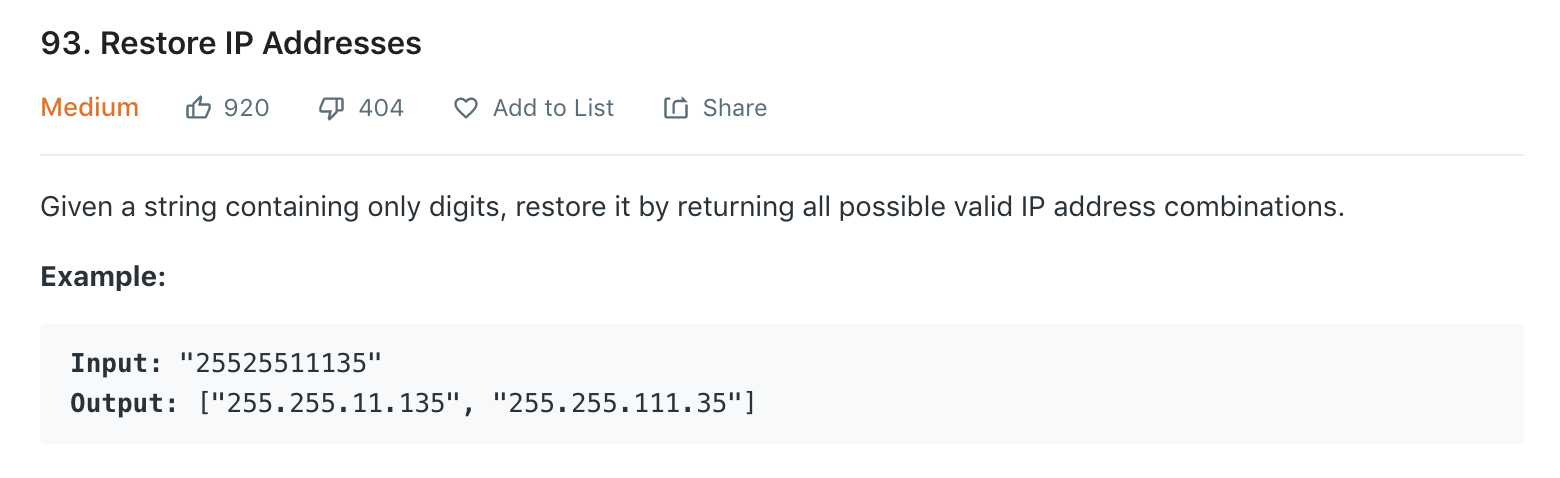 93. Restore IP Addresses
Medium 920 404 Add to List Share
Given a string containing only digits, restore it by returning all possible valid IP address combinations.
Example:
Input: "25525511135"
Output: ["255.255.11.135", "255.255.111.35"]